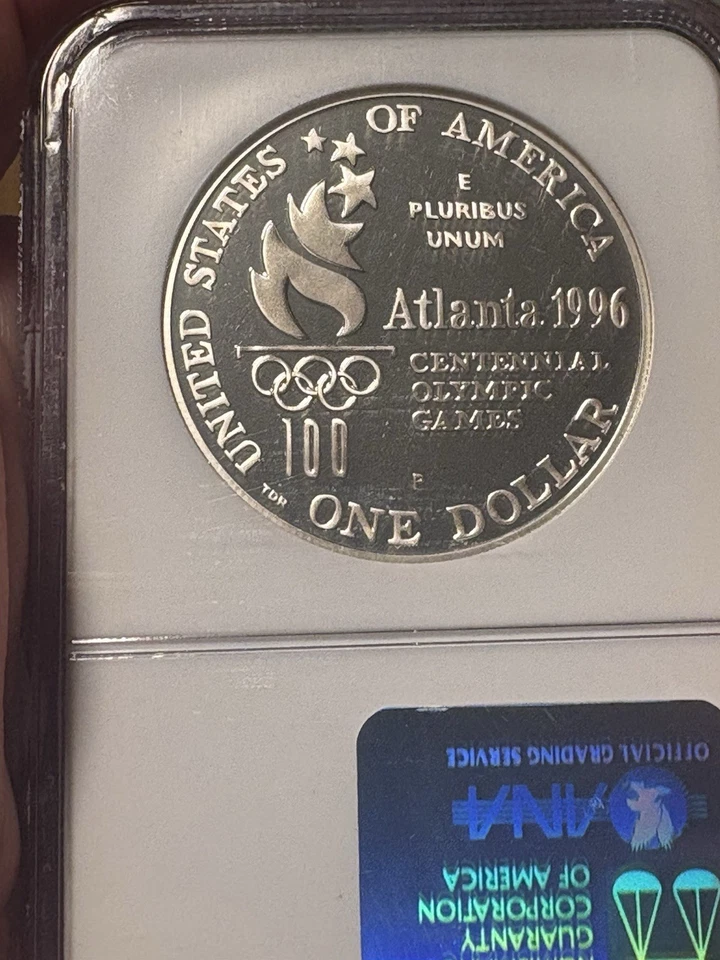 UNITED STATES OF AMERICA
E
PLURIBUS
UNUM
Atlanta 1996
CENTENNIAL
OLYMPIC
GAMES
100
P
TDR
ONE DOLLAR
OFFICIAL GRADING SERVICE
ANA
OF AMERICA
CORPORATION
GUARANTY